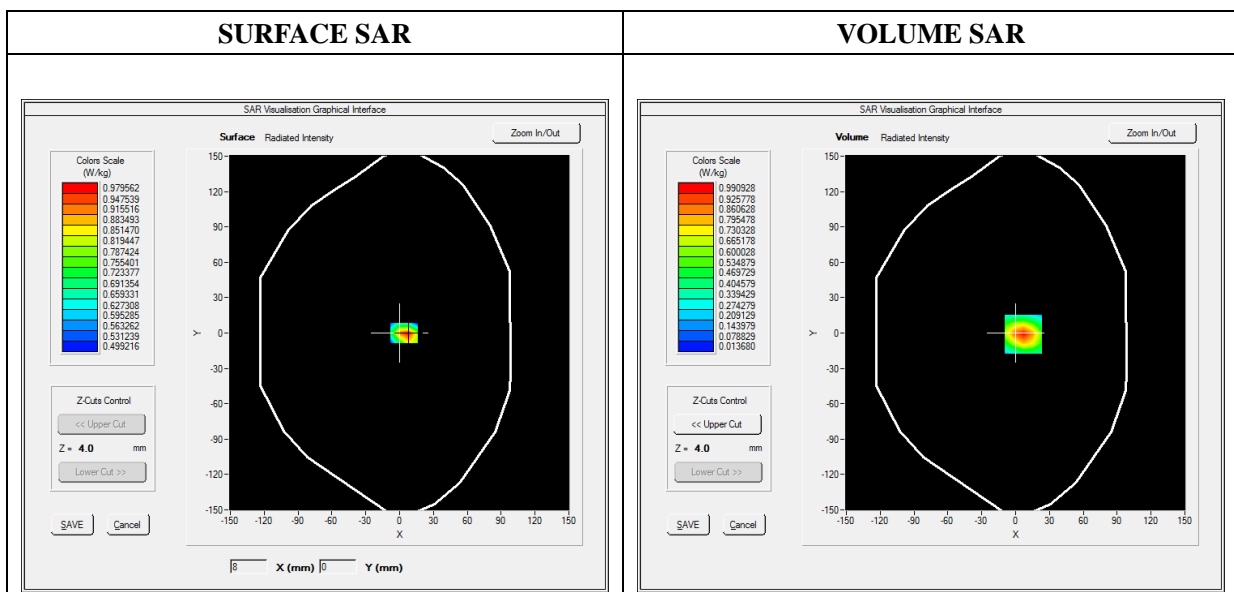 SURFACE SAR
VOLUME SAR
SAR Visualisation Graphical Interface
Surface Radiated Intensity
Zoom In/Out
Colors Scale
(W/kg)
0.979562
0.947539
0.915516
0.883493
0.851470
0.819447
0.787424
0.755401
0.723377
0.691354
0.659331
0.627308
0.595285
0.563262
0.531239
0.499216
Z-Cuts Control
<< Upper Cut
Z = 4.0 mm
Lower Cut >>
SAVE Cancel
150
120
90
60
30
0
-30
-60
-90
-120
-150
Y
-150 -120 -90 -60 -30 0 30 60 90 120 150
X
8 X (mm) 0 Y (mm)
SAR Visualisation Graphical Interface
Volume Radiated Intensity
Zoom In/Out
Colors Scale
(W/kg)
0.990928
0.925778
0.860628
0.795478
0.730328
0.665178
0.600028
0.534879
0.469729
0.404579
0.339429
0.274279
0.209129
0.143979
0.078829
0.013680
Z-Cuts Control
<< Upper Cut
Z = 4.0 mm
Lower Cut >>
SAVE Cancel
150
120
90
60
30
0
-30
-60
-90
-120
-150
Y
-150 -120 -90 -60 -30 0 30 60 90 120 150
X